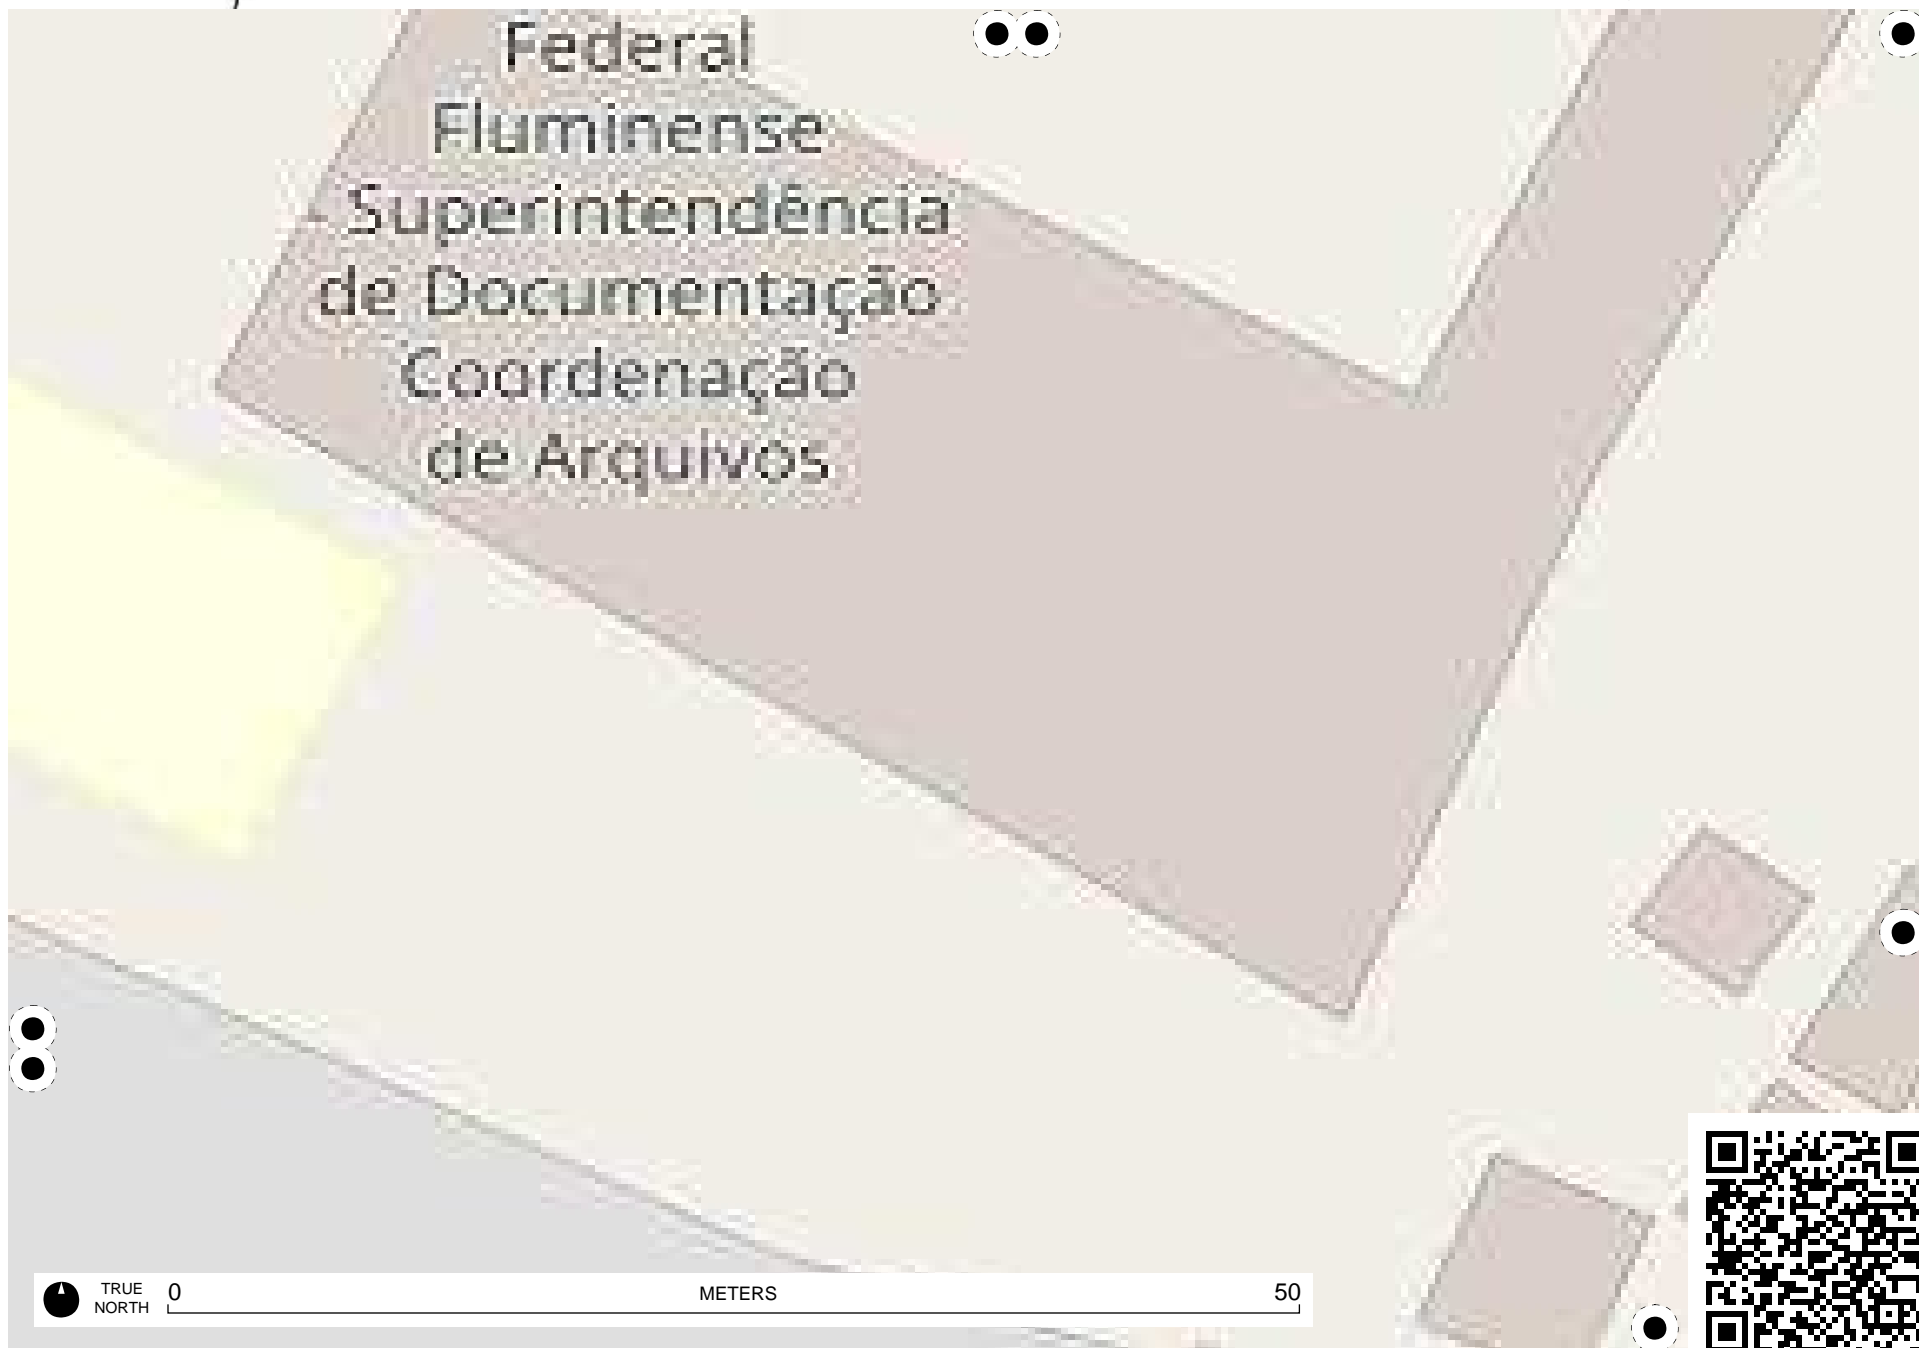 Federal
Fluminense
Superintendência
de Documentação
Coordenação
de Arquivos
TRUE
NORTH
0 METERS 50